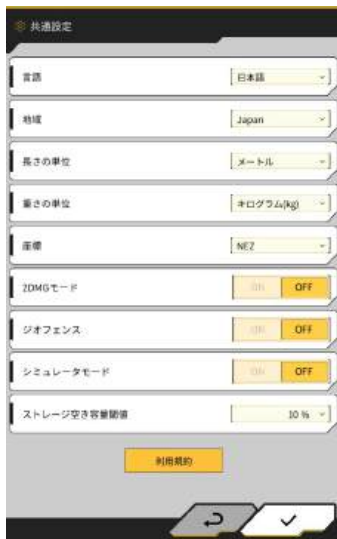 共通設定
言語 日本語
地域 Japan
長さの単位 メートル
重さの単位 キログラム(kg)
座標 NEZ
2DMGモード ON OFF
ジオフェンス ON OFF
シミュレータモード ON OFF
ストレージ空き容量閾値 10 %
利用規約